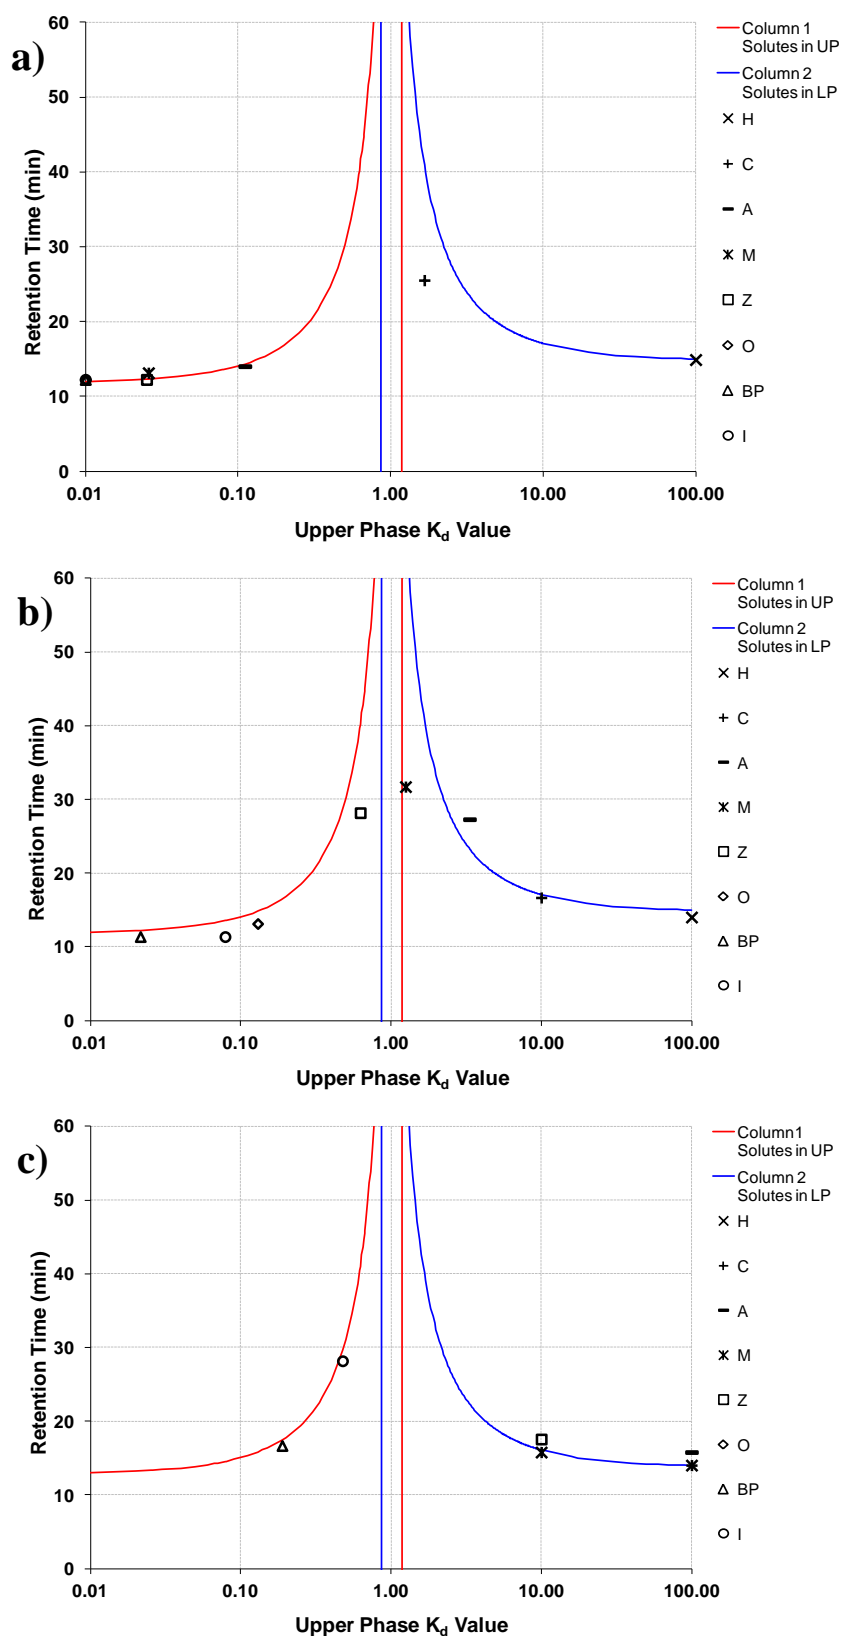 a)
60
50
40
30
20
10
0
Retention Time (min)
0.01 0.10 1.00 10.00 100.00
Upper Phase Kd Value
Column 1
Solutes in UP
Column 2
Solutes in LP
H
C
A
M
Z
O
BP
I
b)
60
50
40
30
20
10
0
Retention Time (min)
0.01 0.10 1.00 10.00 100.00
Upper Phase Kd Value
Column 1
Solutes in UP
Column 2
Solutes in LP
H
C
A
M
Z
O
BP
I
c)
60
50
40
30
20
10
0
Retention Time (min)
0.01 0.10 1.00 10.00 100.00
Upper Phase Kd Value
Column1
Solutes in UP
Column 2
Solutes in LP
H
C
A
M
Z
O
BP
I